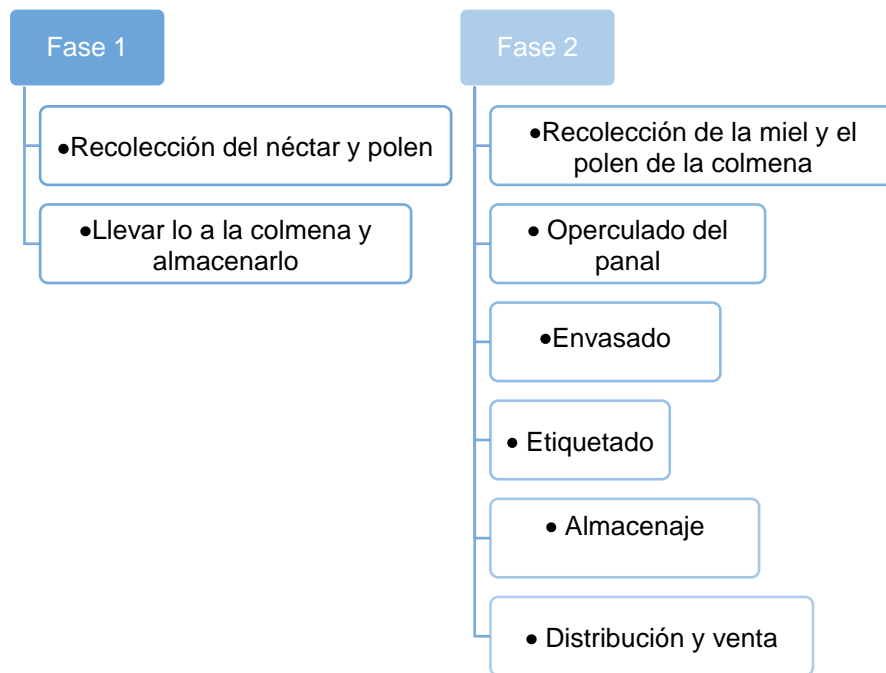 Fase 1
•Recolección del néctar y polen
•Llevar lo a la colmena y
almacenarlo
Fase 2
•Recolección de la miel y el
polen de la colmena
• Operculado del
panal
•Envasado
• Etiquetado
• Almacenaje
• Distribución y venta